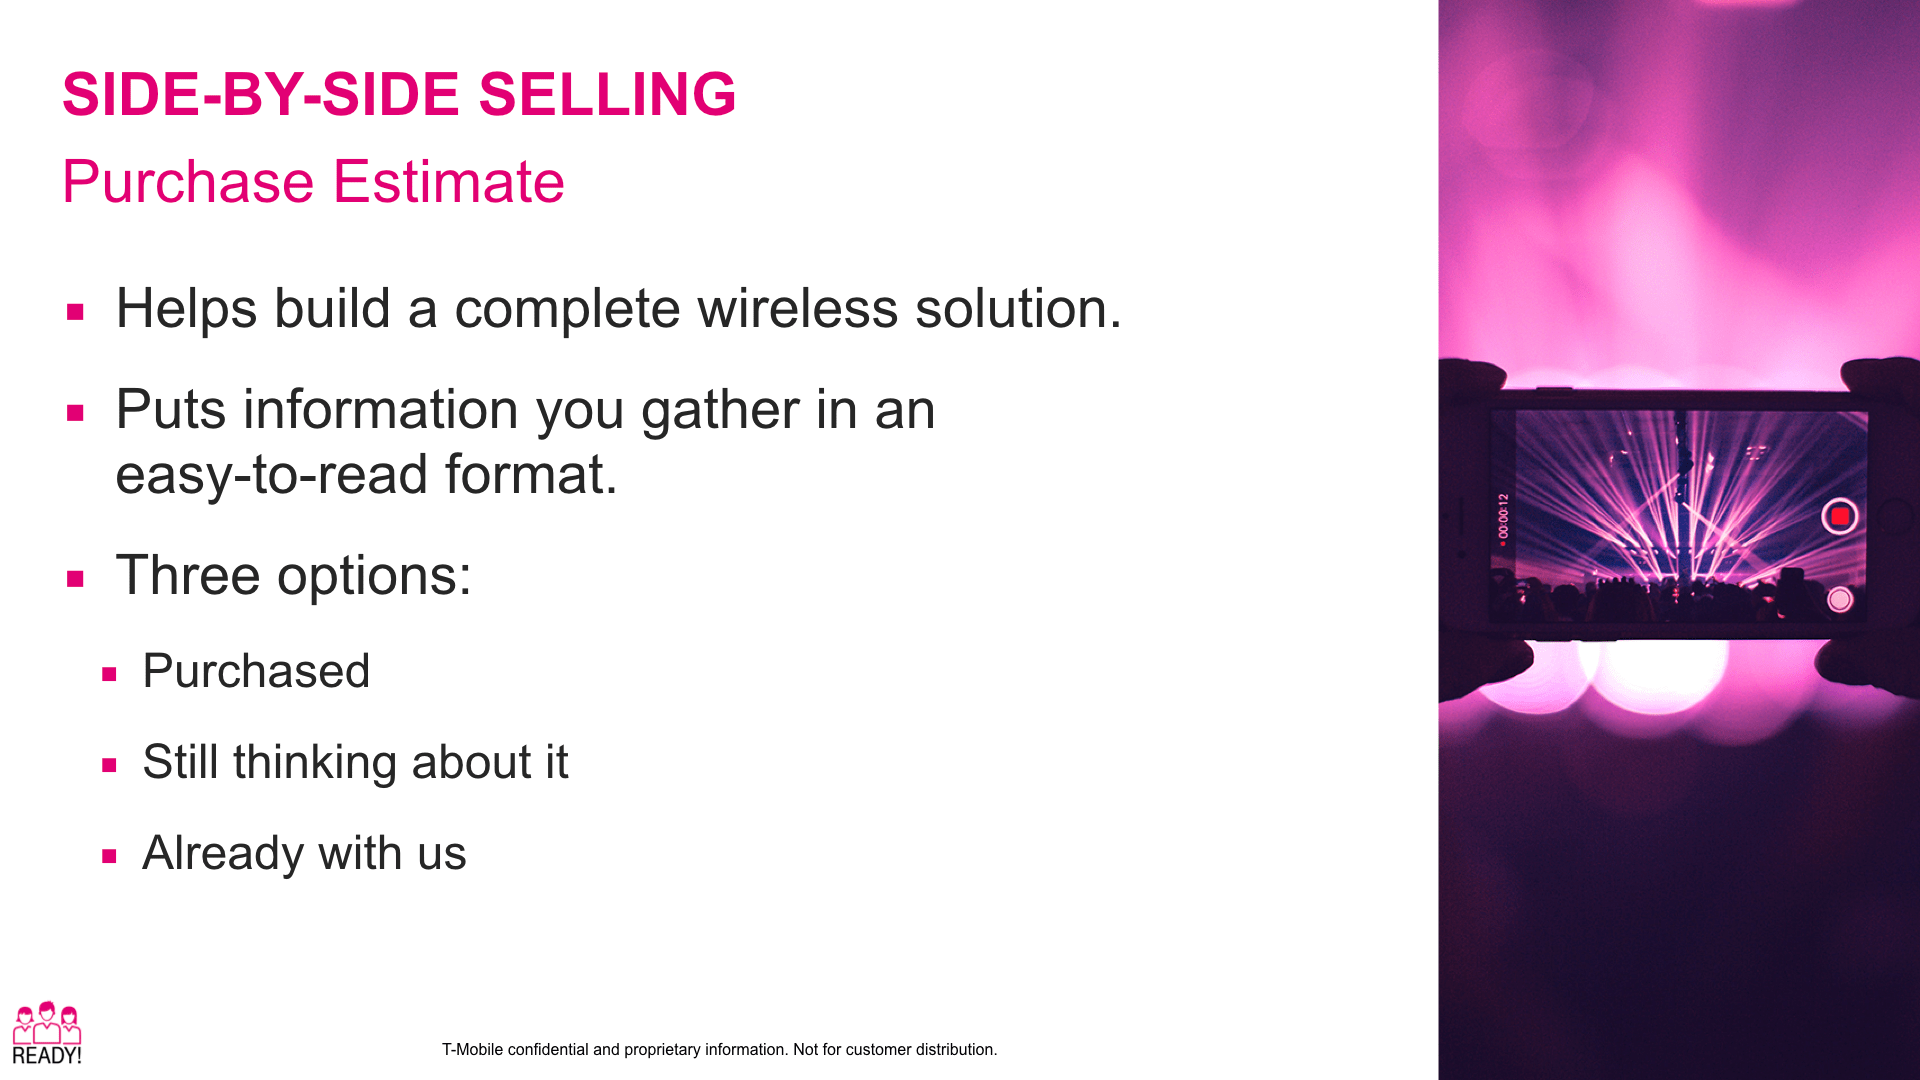 SIDE-BY-SIDE SELLING
Purchase Estimate
Helps build a complete wireless solution.
Puts information you gather in an
easy-to-read format.
Three options:
Purchased
Still thinking about it
Already with us
00:00:12
READY!
T-Mobile confidential and proprietary information. Not for customer distribution.